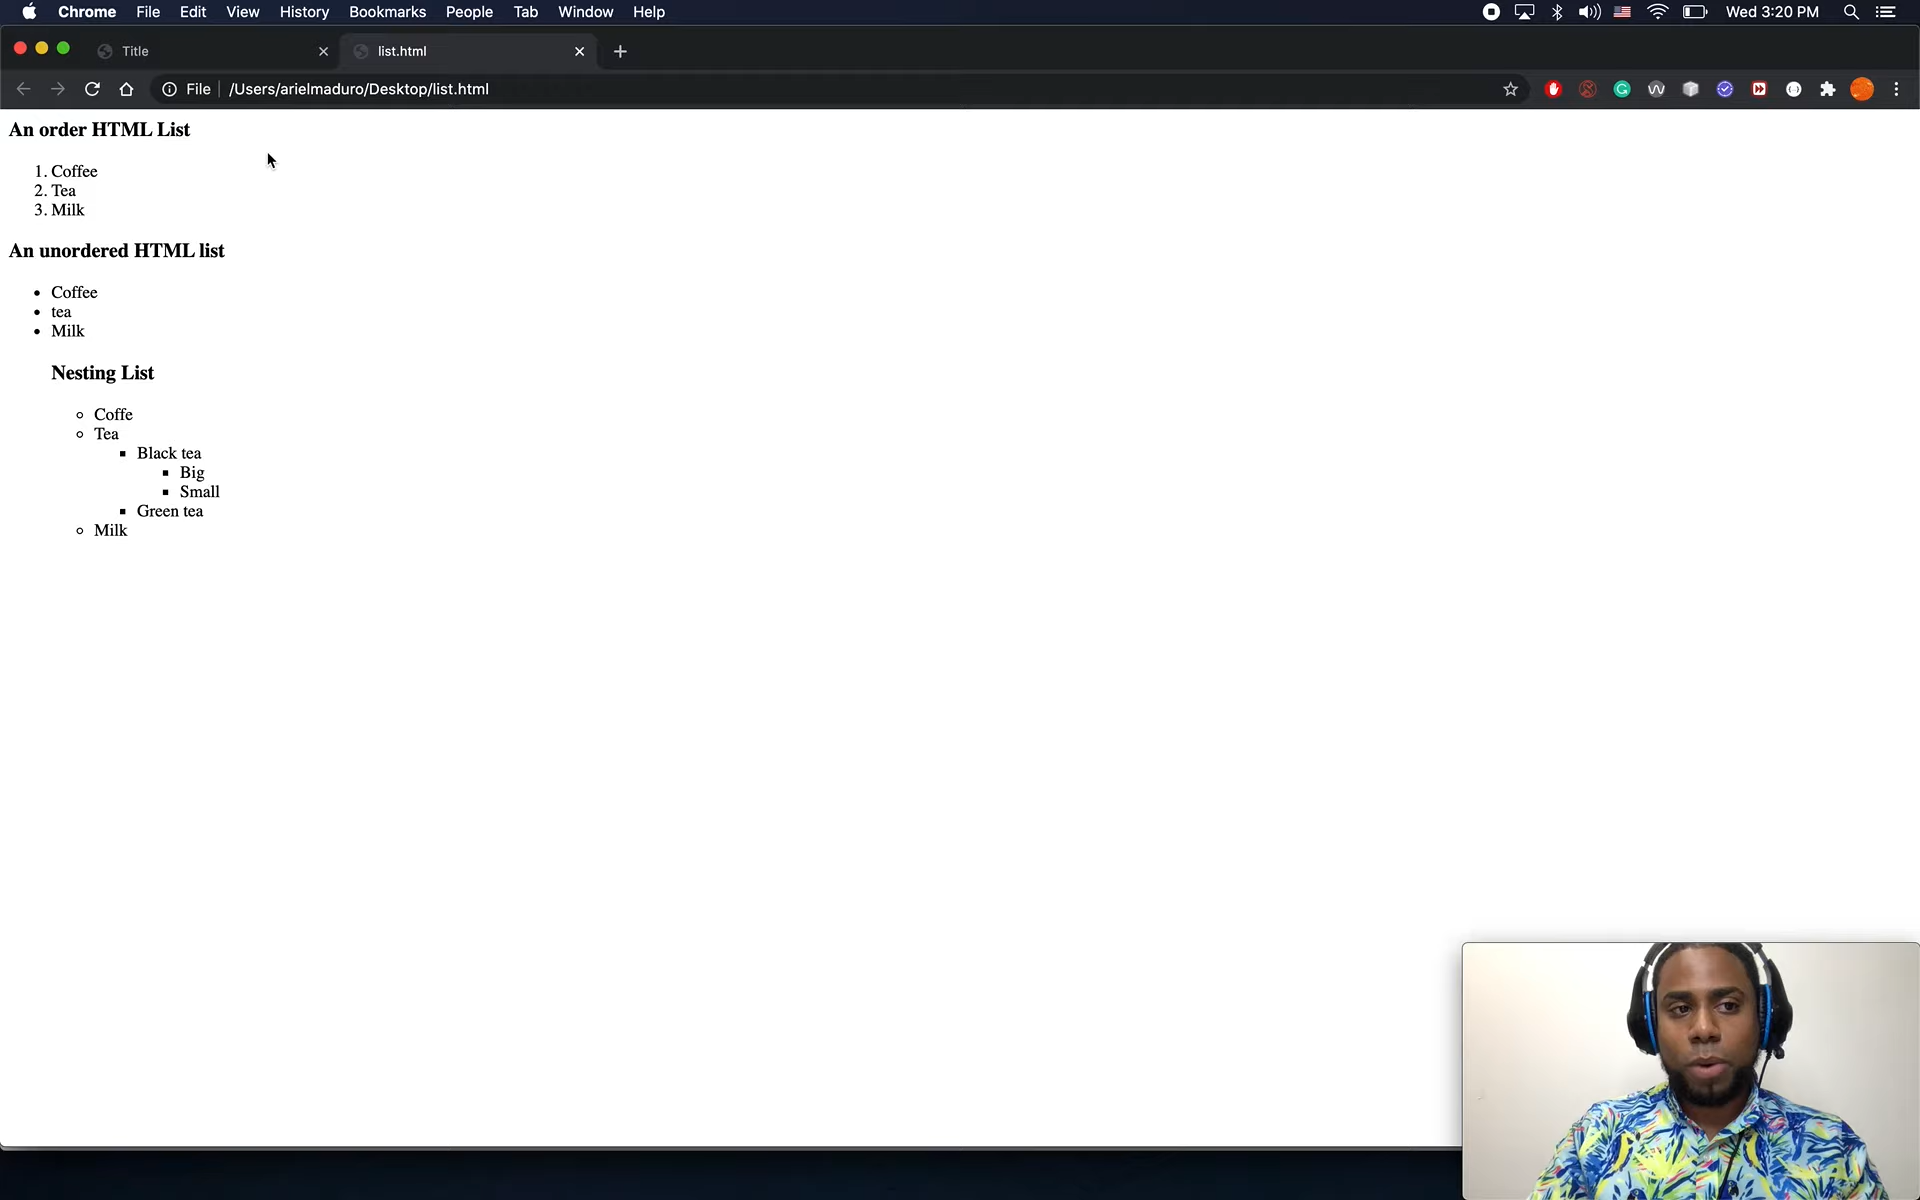 Chrome File Edit View History Bookmarks People Tab Window Help Wed 3:20 PM
Title list.html
File /Users/arielmaduro/Desktop/list.html
An order HTML List
1. Coffee
2. Tea
3. Milk
An unordered HTML list
• Coffee
• tea
• Milk
Nesting List
◦ Coffe
◦ Tea
▪ Black tea
▪ Big
▪ Small
▪ Green tea
◦ Milk